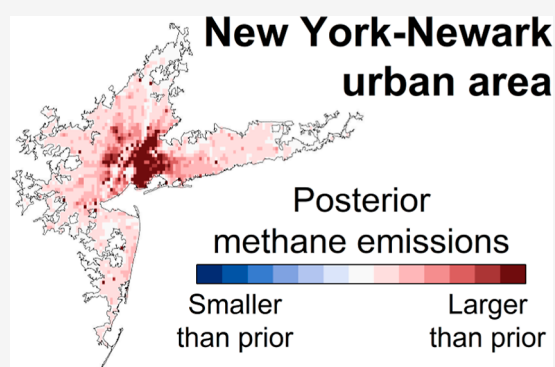 New York-Newark
urban area
Posterior
methane emissions
Smaller
than prior
Larger
than prior